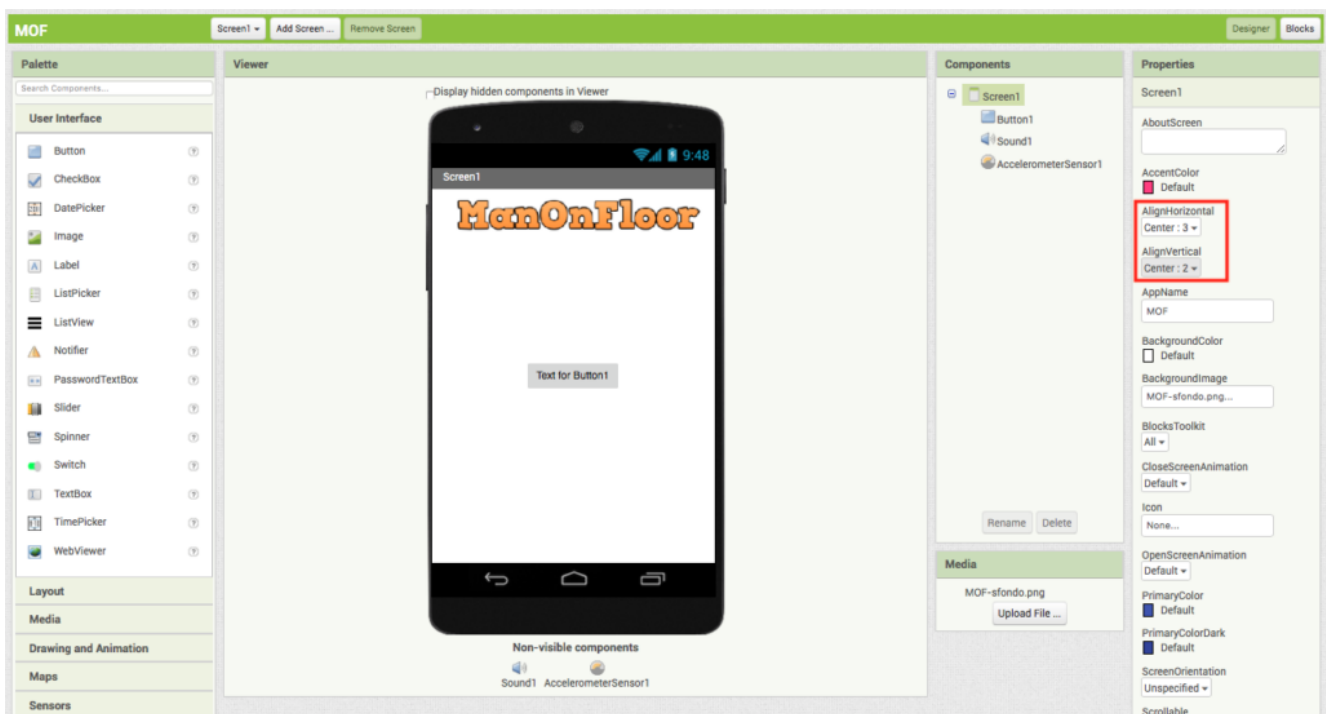 MOF
Screen1
Add Screen ...
Remove Screen
Designer
Blocks
Palette
Search Components...
User Interface
Button
CheckBox
DatePicker
Image
Label
ListPicker
ListView
Notifier
PasswordTextBox
Slider
Spinner
Switch
TextBox
TimePicker
WebViewer
Layout
Media
Drawing and Animation
Maps
Sensors
Viewer
Display hidden components in Viewer
9:48
Screen1
ManOnFloor
Text for Button1
Non-visible components
Sound1 AccelerometerSensor1
Components
Screen1
Button1
Sound1
AccelerometerSensor1
Rename
Delete
Media
MOF-sfondo.png
Upload File ...
Properties
Screen1
AboutScreen
AccentColor
Default
AlignHorizontal
Center : 3
AlignVertical
Center : 2
AppName
MOF
BackgroundColor
Default
BackgroundImage
MOF-sfondo.png...
BlocksToolkit
All
CloseScreenAnimation
Default
Icon
None...
OpenScreenAnimation
Default
PrimaryColor
Default
PrimaryColorDark
Default
ScreenOrientation
Unspecified
Scrollable